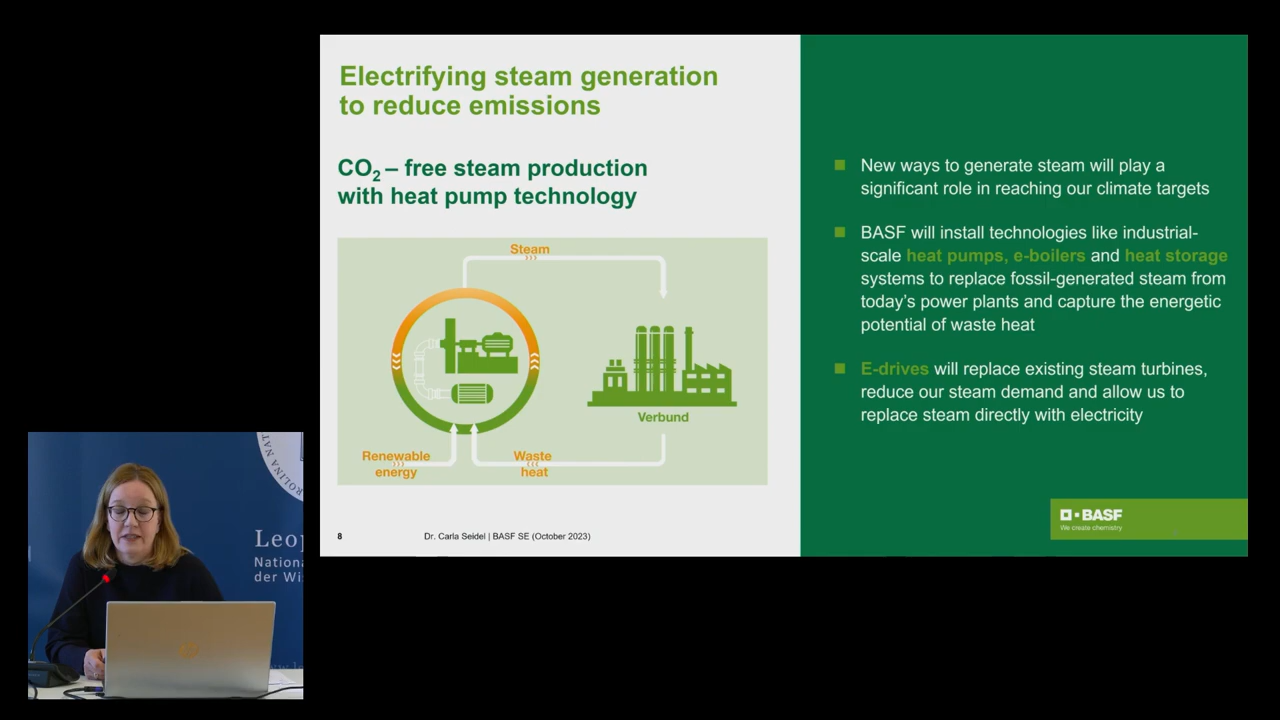 Electrifying steam generation
to reduce emissions
CO₂ – free steam production
with heat pump technology
Steam
Verbund
Renewable
energy
Waste
heat
8
Dr. Carla Seidel | BASF SE (October 2023)
■ New ways to generate steam will play a
significant role in reaching our climate targets
■ BASF will install technologies like industrial-
scale heat pumps, e-boilers and heat storage
systems to replace fossil-generated steam from
today’s power plants and capture the energetic
potential of waste heat
■ E-drives will replace existing steam turbines,
reduce our steam demand and allow us to
replace steam directly with electricity
BASF
We create chemistry
Leop
Nationa
der Wi